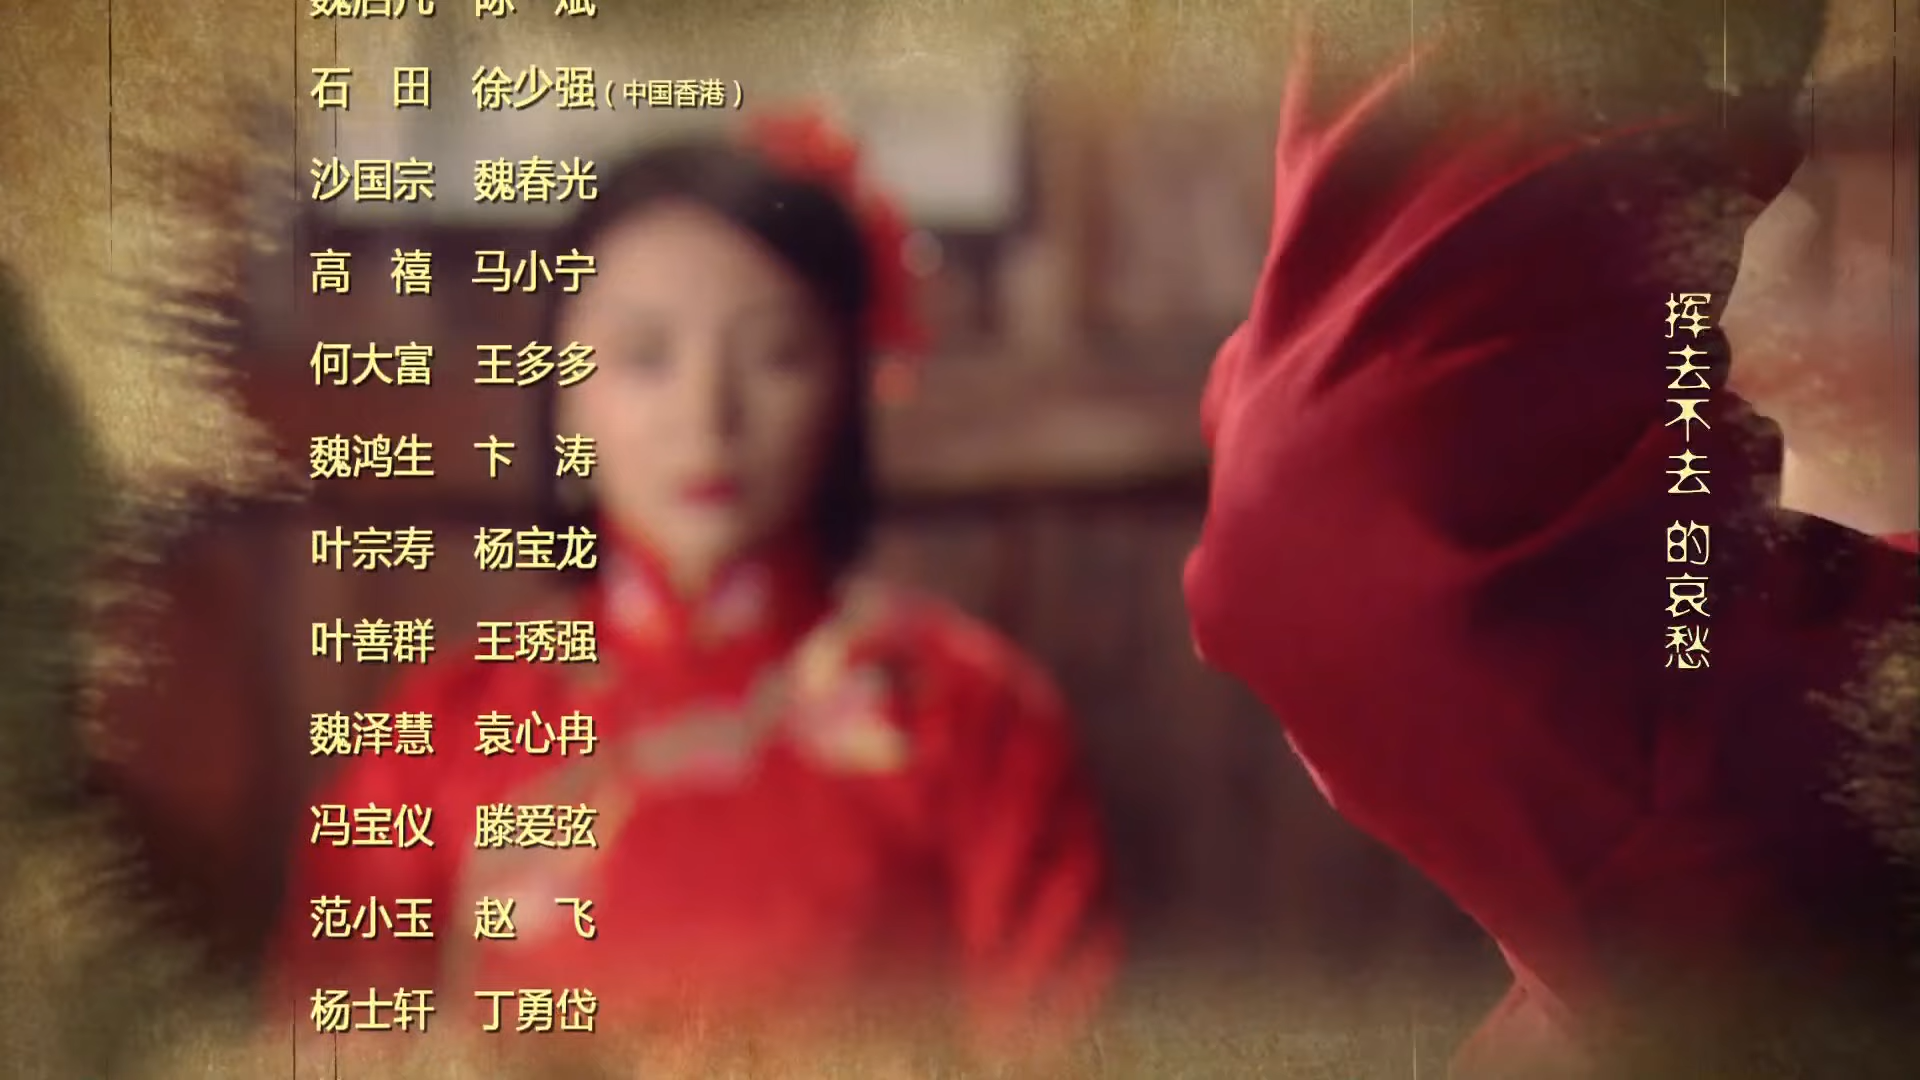 石　田　徐少强（中国香港）
沙国宗　魏春光
高　禧　马小宁
何大富　王多多
魏鸿生　卞　涛
叶宗寿　杨宝龙
叶善群　王琇强
魏泽慧　袁心冉
冯宝仪　滕爱弦
范小玉　赵　飞
杨士轩　丁勇岱
挥去不去 的哀愁